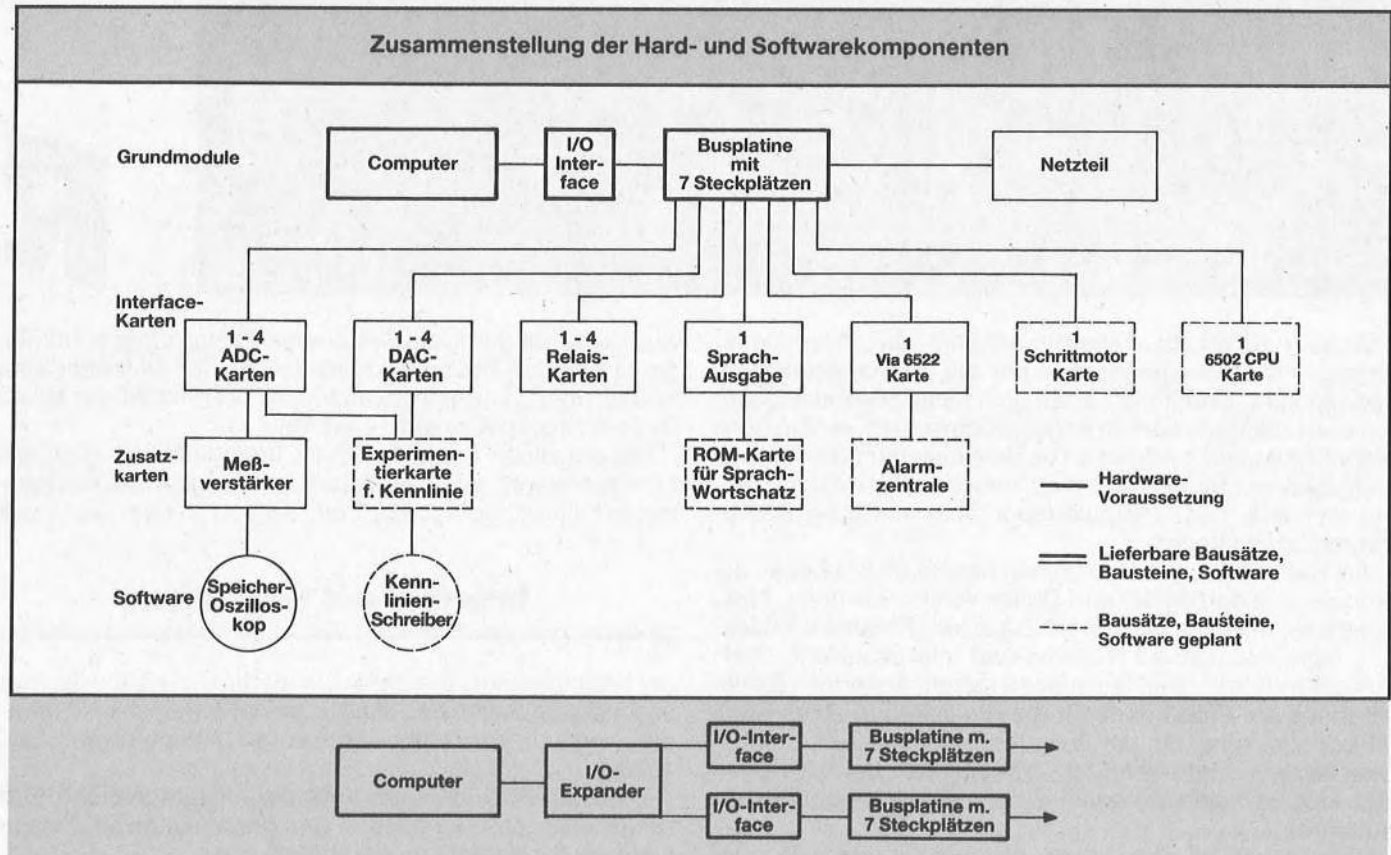 Zusammenstellung der Hard- und Softwarekomponenten
Grundmodule
Computer
I/O
Inter-
face
Busplatine
mit
7 Steckplätzen
Netzteil
Interface-
Karten
1- 4
ADC-
Karten
1- 4
DAC-
Karten
1- 4
Relais-
Karten
1
Sprach-
Ausgabe
1
Via 6522
Karte
1
Schrittmotor
Karte
1
6502 CPU
Karte
Zusatz-
karten
Meß-
verstärker
Experimen-
tierkarte
f. Kennlinie
ROM-Karte
für Sprach-
Wortschatz
Alarm-
zentrale
Hardware-
Voraussetzung
Software
Speicher-
Oszillos-
kop
Kenn-
linien-
Schreiber
Lieferbare Bausätze,
Bausteine, Software
Bausätze, Bausteine,
Software geplant
Computer
I/O-
Expander
I/O-Inter-
face
Busplatine m.
7 Steckplätzen
I/O-Inter-
face
Busplatine m.
7 Steckplätzen